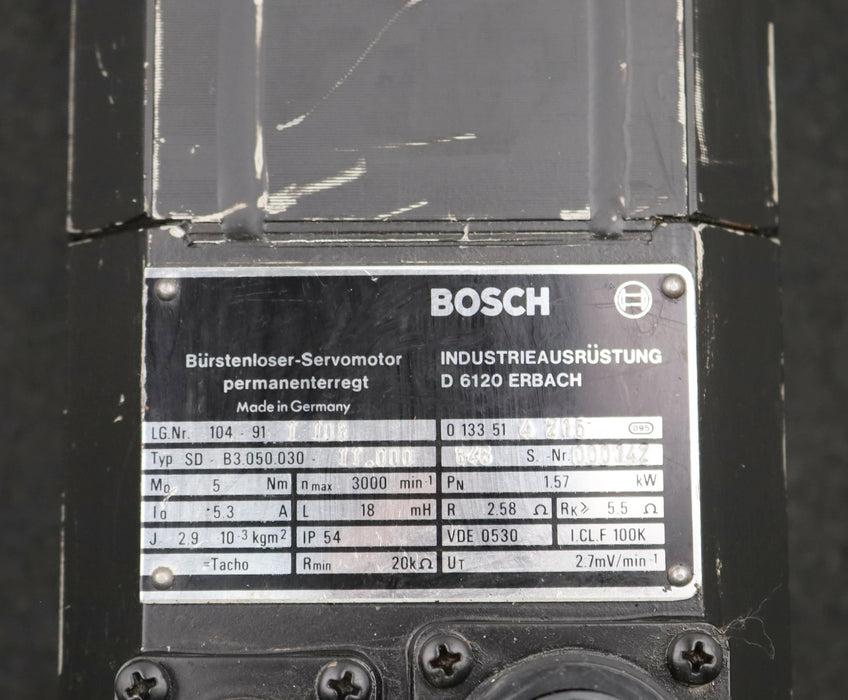 BOSCH
Bürstenloser-Servomotor
permanenterregt
Made in Germany
INDUSTRIEAUSRÜSTUNG
D 6120 ERBACH
LG.Nr. 104 - 91
0 133 51 095
Typ SD - B3.050.030 -
S.-Nr. 000142
M₀ 5 Nm n max 3000 min-1 PN 1.57 kW
I₀ 5.3 A L 18 mH R 2.58 Ω RK≥ 5.5 Ω
J 2.9 10-3 kgm2 IP 54 VDE 0530 I.CL.F 100K
=Tacho Rmin 20kΩ UT 2.7mV/min-1